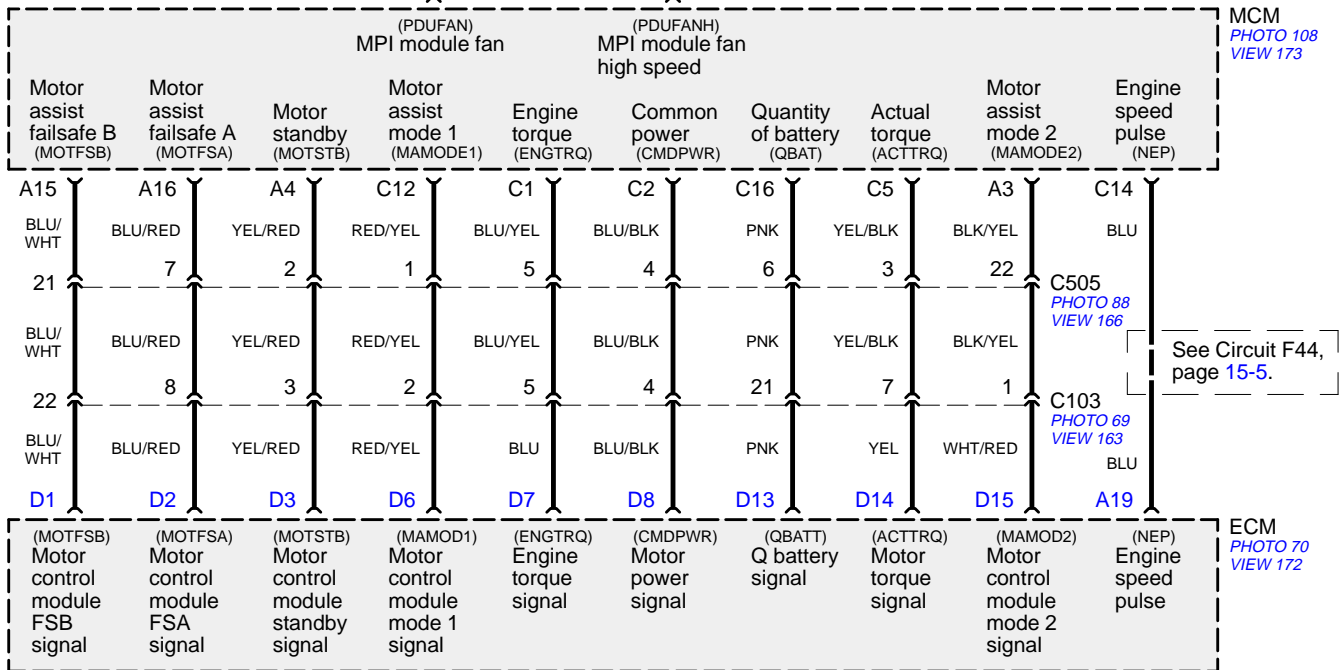 (PDUFAN)
MPI module fan
(PDUFANH)
MPI module fan
high speed
MCM
PHOTO 108
VIEW 173
Motor
assist
failsafe B
(MOTFSB)
Motor
assist
failsafe A
(MOTFSA)
Motor
standby
(MOTSTB)
Motor
assist
mode 1
(MAMODE1)
Engine
torque
(ENGTRQ)
Common
power
(CMDPWR)
Quantity
of battery
(QBAT)
Actual
torque
(ACTTRQ)
Motor
assist
mode 2
(MAMODE2)
Engine
speed
pulse
(NEP)
A15 A16 A4 C12 C1 C2 C16 C5 A3 C14
BLU/
WHT
BLU/RED YEL/RED RED/YEL BLU/YEL BLU/BLK PNK YEL/BLK BLK/YEL BLU
21 7 2 1 5 4 6 3 22
C505
PHOTO 88
VIEW 166
BLU/
WHT
BLU/RED YEL/RED RED/YEL BLU/YEL BLU/BLK PNK YEL/BLK BLK/YEL
See Circuit F44,
page 15-5.
22 8 3 2 5 4 21 7 1
C103
PHOTO 69
VIEW 163
BLU/
WHT
BLU/RED YEL/RED RED/YEL BLU BLU/BLK PNK YEL WHT/RED BLU
D1 D2 D3 D6 D7 D8 D13 D14 D15 A19
ECM
PHOTO 70
VIEW 172
(MOTFSB)
Motor
control
module
FSB
signal
(MOTFSA)
Motor
control
module
FSA
signal
(MOTSTB)
Motor
control
module
standby
signal
(MAMOD1)
Motor
control
module
mode 1
signal
(ENGTRQ)
Engine
torque
signal
(CMDPWR)
Motor
power
signal
(QBATT)
Q battery
signal
(ACTTRQ)
Motor
torque
signal
(MAMOD2)
Motor
control
module
mode 2
signal
(NEP)
Engine
speed
pulse